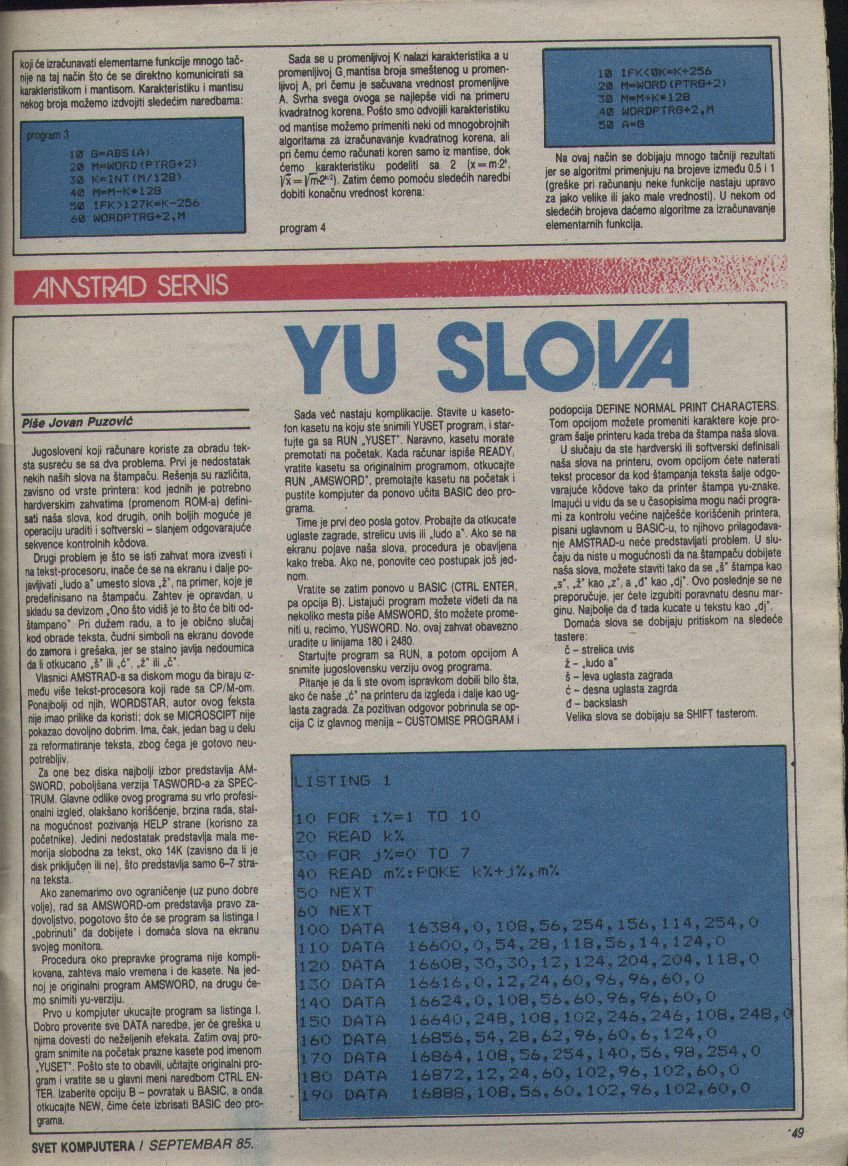 koji će izračunavati elementarne funkcije mnogo tač-
nije na taj način što će se direktno komunicirati sa
karakteristikom i mantisom. Karakteristiku i mantisu
nekog broja možemo izdvojiti sledećim naredbama:
program 3
10 G=ABS(A)
20 M=WORD(PTRG+2)
30 K=INT(M/128)
40 M=M-K*128
50 IFK>127K=K-256
60 WORDPTRG+2,M
Sada se u promenljivoj K nalazi karakteristika a u
promenljivoj G mantisa broja smeštenog u promen-
ljivoj A, pri čemu je sačuvana vrednost promenljive
A. Svrha svega ovoga se najlepše vidi na primeru
kvadratnog korena. Pošto smo odvojili karakteristiku
od mantise možemo primeniti neki od mnogobrojnih
algoritama za izračunavanje kvadratnog korena, ali
pri čemu ćemo računati koren samo iz mantise, dok
ćemo karakteristiku podeliti sa 2 (x=m·2ᵏ,
√x=√m·2ᵏ·²). Zatim ćemo pomoću sledećih naredbi
dobiti konačnu vrednost korena:
program 4
10 IFK<0K=K+256
20 M=WORD(PTRG+2)
30 M=M+K*128
40 WORDPTRG+2,M
50 A=G
Na ovaj način se dobijaju mnogo tačniji rezultati
jer se algoritmi primenjuju na brojeve između 0.5 i 1
(greške pri računanju neke funkcije nastaju upravo
za jako velike ili jako male vrednosti). U nekom od
sledećih brojeva daćemo algoritme za izračunavanje
elementarnih funkcija.
AMSTRAD SERVIS
YU SLOVA
Piše Jovan Puzović
Jugosloveni koji računare koriste za obradu tek-
sta susreću se sa dva problema. Prvi je nedostatak
nekih naših slova na štampaču. Rešenja su različita,
zavisno od vrste printera: kod jednih je potrebno
hardverskim zahvatima (promenom ROM-a) defini-
sati naša slova, kod drugih, onih boljih moguće je
operaciju uraditi i softverski – slanjem odgovarajuće
sekvence kontrolnih kôdova.
Drugi problem je što se isti zahvat mora izvesti i
na tekst-procesoru, inače će se na ekranu i dalje po-
javljivati „ludo a" umesto slova „ž", na primer, koje je
predefinisano na štampaču. Zahtev je opravdan, u
skladu sa devizom „Ono što vidiš je to što će biti od-
štampano" Pri dužem radu, a to je obično slučaj
kod obrade teksta, čudni simboli na ekranu dovode
do zamora i grešaka, jer se stalno javlja nedoumica
da li otkucano „š" ili „ć", „ž" ili „č".
Vlasnici AMSTRAD-a sa diskom mogu da biraju iz-
među više tekst-procesora koji rade sa CP/M-om.
Ponajbolji od njih, WORDSTAR, autor ovog teksta
nije imao prilike da koristi; dok se MICROSCIPT nije
pokazao dovoljno dobrim. Ima, čak, jedan bag u delu
za reformatiranje teksta, zbog čega je gotovo neu-
potrebljiv.
Za one bez diska najbolji izbor predstavlja AM-
SWORD, poboljšana verzija TASWORD-a za SPEC-
TRUM. Glavne odlike ovog programa su vrlo profesi-
onalni izgled, olakšano korišćenje, brzina rada, stal-
na mogućnost pozivanja HELP strane (korisno za
početnike). Jedini nedostatak predstavlja mala me-
morija slobodna za tekst, oko 14K (zavisno da li je
disk priključen ili ne), što predstavlja samo 6–7 stra-
na teksta.
Ako zanemarimo ovo ograničenje (uz puno dobre
volje), rad sa AMSWORD-om predstavlja pravo za-
dovoljstvo, pogotovo što će se program sa listinga I
„pobrinuti" da dobijete i domaća slova na ekranu
svojeg monitora.
Procedura oko prepravke programa nije kompli-
kovana, zahteva malo vremena i de kasete. Na jed-
noj je originalni program AMSWORD, na drugu će-
mo snimiti yu-verziju.
Prvo u kompjuter ukucajte program sa listinga I.
Dobro proverite sve DATA naredbe, jer će greška u
njima dovesti do neželjenih efekata. Zatim ovaj pro-
gram snimite na početak prazne kasete pod imenom
„YUSET". Pošto ste to obavili, učitajte originalni pro-
gram i vratite se u glavni meni naredbom CTRL EN-
TER. Izaberite opciju B – povratak u BASIC, a onda
otkucajte NEW, čime ćete izbrisati BASIC deo pro-
grama.
Sada već nastaju komplikacije. Stavite u kaseto-
fon kasetu na koju ste snimili YUSET program, i star-
tujte ga sa RUN „YUSET". Naravno, kasetu morate
premotati na početak. Kada računar ispiše READY,
vratite kasetu sa originalnim programom, otkucajte
RUN „AMSWORD", premotajte kasetu na početak i
pustite kompjuter da ponovo učita BASIC deo pro-
grama.
Time je prvi deo posla gotov. Probajte da otkucate
uglaste zagrade, strelicu uvis ili „ludo a". Ako se na
ekranu pojave naša slova, procedura je obavljena
kako treba. Ako ne, ponovite ceo postupak još jed-
nom.
Vratite se zatim ponovo u BASIC (CTRL ENTER,
pa opcija B). Listajući program možete videti da na
nekoliko mesta piše AMSWORD, što možete prome-
niti u, recimo, YUSWORD. No, ovaj zahvat obavezno
uradite u linijama 180 i 2480.
Startujte program sa RUN, a potom opcijom A
snimite jugoslovensku verziju ovog programa.
Pitanje je da li ste ovom ispravkom dobili bilo šta,
ako će naše „ć" na printeru da izgleda i dalje kao ug-
lasta zagrada. Za pozitivan odgovor pobrinula se op-
cija C iz glavnog menija – CUSTOMISE PROGRAM i
podopcija DEFINE NORMAL PRINT CHARACTERS.
Tom opcijom možete promeniti karaktere koje pro-
gram šalje printeru kada treba da štampa naša slova.
U slučaju da ste hardverski ili softverski definisali
naša slova na printeru, ovom opcijom ćete naterati
tekst procesor da kod štampanja teksta šalje odgo-
varajuće kôdove tako da printer štampa yu-znake.
Imajući u vidu da se u časopisima mogu naći progra-
mi za kontrolu većine najčešće korišćenih printera,
pisani uglavnom u BASIC-u, to njihovo prilagođava-
nje AMSTRAD-u neće predstavljati problem. U slu-
čaju da niste u mogućnosti da na štampaču dobijete
naša slova, možete staviti tako da se „š" štampa kao
„s", „ž" kao „z", a „đ" kao „dj". Ovo poslednje se ne
preporučuje, jer ćete izgubiti poravnatu desnu mar-
ginu. Najbolje da đ tada kucate u tekstu kao „dj".
Domaća slova se dobijaju pritiskom na sledeće
tastere:
č – strelica uvis
ž – „ludo a"
š – leva uglasta zagrada
ć – desna uglasta zagrda
đ – backslash
Velika slova se dobijaju sa SHIFT tasterom.
LISTING 1
10 FOR i%=1 TO 10
20 READ k%
30 FOR j%=0 TO 7
40 READ m%:POKE k%+j%,m%
50 NEXT
60 NEXT
100 DATA 16384,0,108,56,254,156,114,254,0
110 DATA 16600,0,54,28,118,56,14,124,0
120 DATA 16608,30,30,12,124,204,204,118,0
130 DATA 16616,0,12,24,60,96,96,60,0
140 DATA 16624,0,108,56,60,96,96,60,0
150 DATA 16640,248,108,102,246,246,108,248,0
160 DATA 16856,54,28,62,96,60,6,124,0
170 DATA 16864,108,56,254,140,56,98,254,0
180 DATA 16872,12,24,60,102,96,102,60,0
190 DATA 16888,108,56,60,102,96,102,60,0
SVET KOMPJUTERA / SEPTEMBAR 85.
49